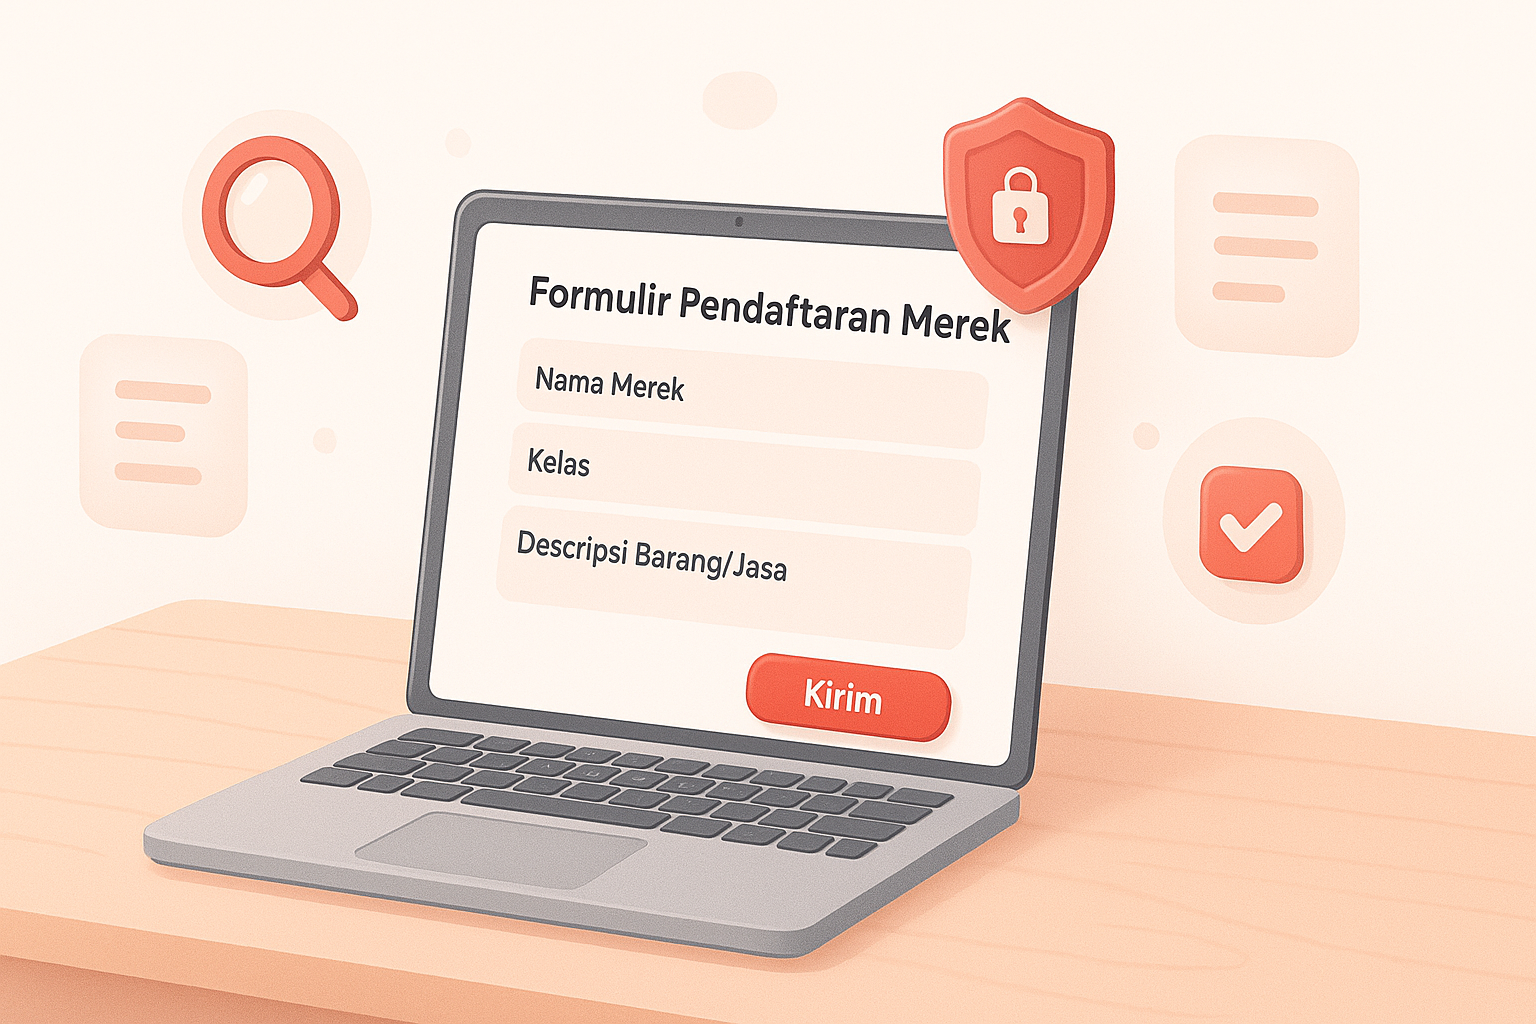 Formulir Pendaftaran Merek
Nama Merek
Kelas
Descripsi Barang/Jasa
Kirim